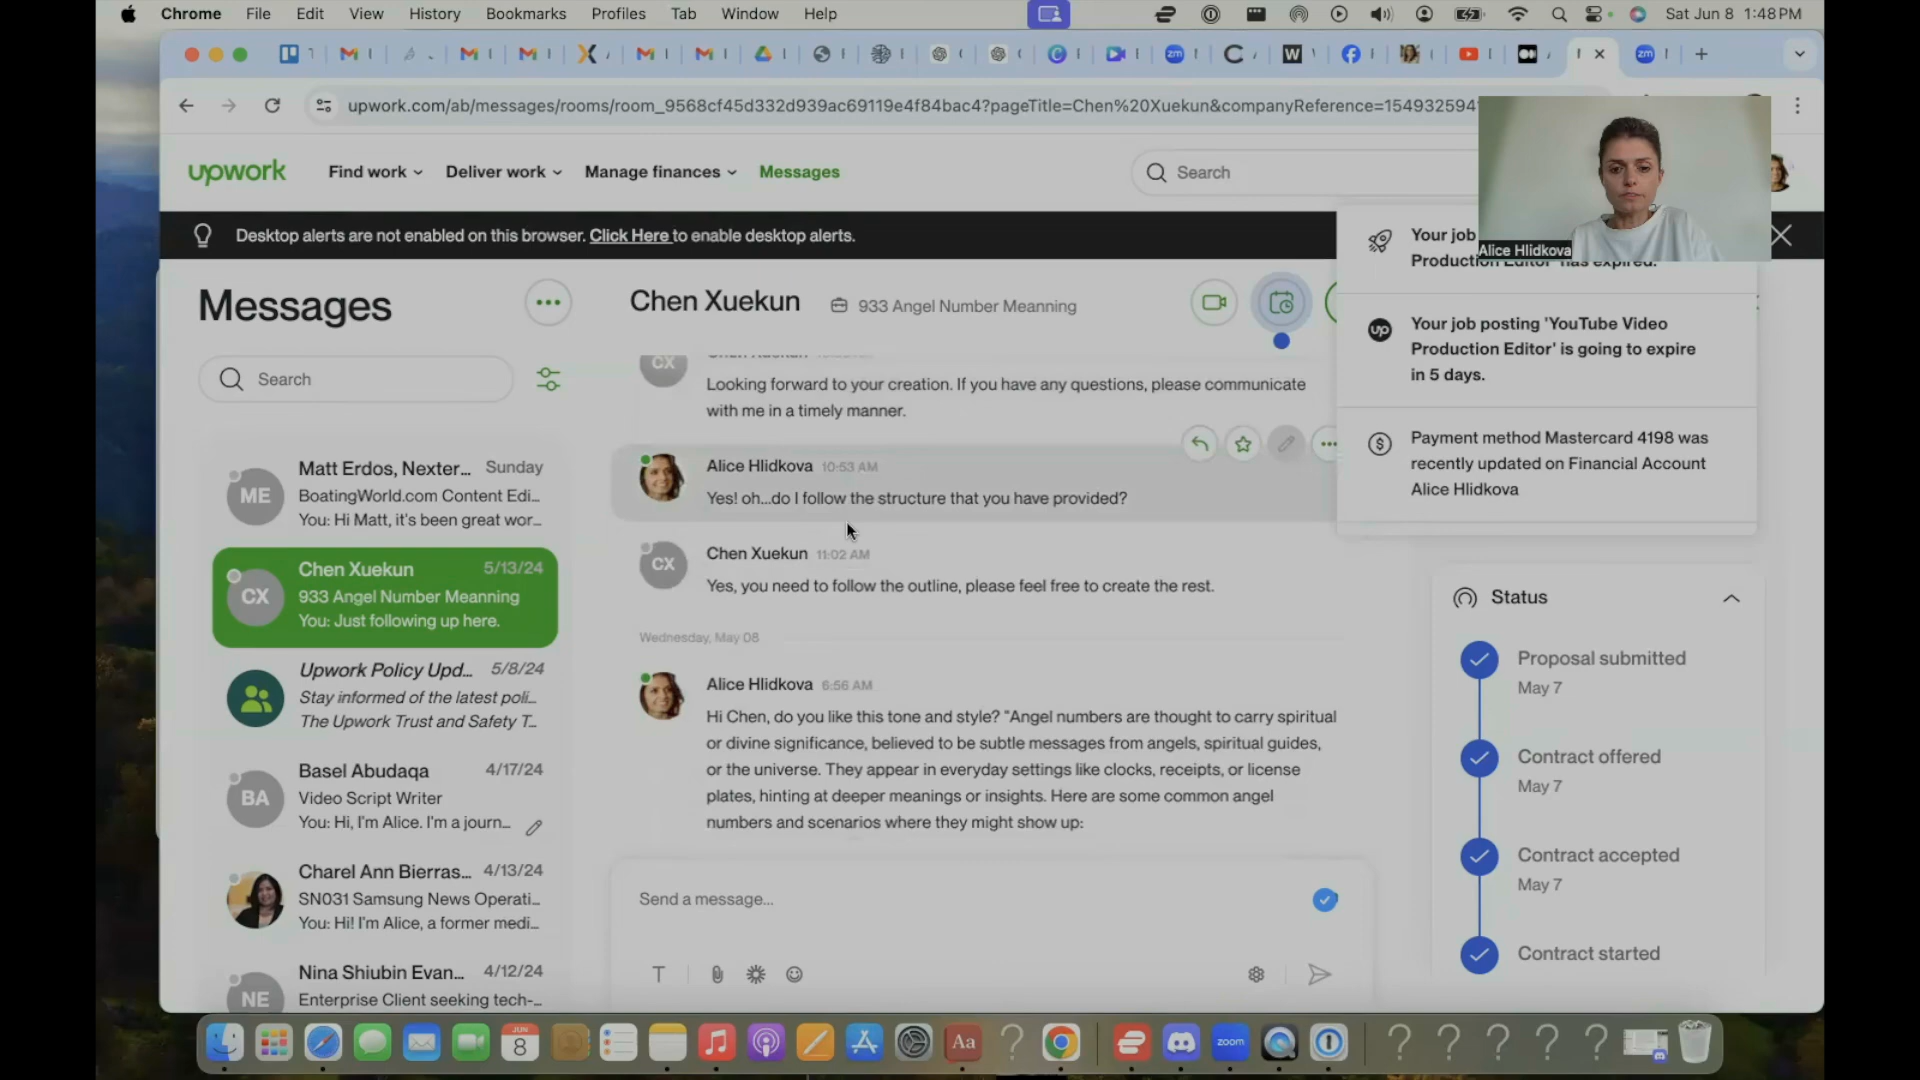 Chrome File Edit View History Bookmarks Profiles Tab Window Help
Sat Jun 8 1:48 PM
upwork.com/ab/messages/rooms/room_9568cf45d332d939ac69119e4f84bac4?pageTitle=Chen%20Xuekun&companyReference=154932594
upwork Find work Deliver work Manage finances Messages
Search
Alice Hlidkova
Desktop alerts are not enabled on this browser. Click Here to enable desktop alerts.
Your job
Production Editor' has expired.
Your job posting 'YouTube Video
Production Editor' is going to expire
in 5 days.
Payment method Mastercard 4198 was
recently updated on Financial Account
Alice Hlidkova
Messages
Search
Matt Erdos, Nexter... Sunday
BoatingWorld.com Content Edi...
You: Hi Matt, it's been great wor...
CX
Chen Xuekun 5/13/24
933 Angel Number Meanning
You: Just following up here.
Upwork Policy Upd... 5/8/24
Stay informed of the latest poli...
The Upwork Trust and Safety T...
BA
Basel Abudaqa 4/17/24
Video Script Writer
You: Hi, I'm Alice. I'm a journ...
Charel Ann Bierras... 4/13/24
SN031 Samsung News Operati...
You: Hi! I'm Alice, a former medi...
NE
Nina Shiubin Evan... 4/12/24
Enterprise Client seeking tech-...
ME
Chen Xuekun 933 Angel Number Meanning
CX
Looking forward to your creation. If you have any questions, please communicate
with me in a timely manner.
Alice Hlidkova 10:53 AM
Yes! oh...do I follow the structure that you have provided?
CX
Chen Xuekun 11:02 AM
Yes, you need to follow the outline, please feel free to create the rest.
Wednesday, May 08
Alice Hlidkova 6:56 AM
Hi Chen, do you like this tone and style? "Angel numbers are thought to carry spiritual
or divine significance, believed to be subtle messages from angels, spiritual guides,
or the universe. They appear in everyday settings like clocks, receipts, or license
plates, hinting at deeper meanings or insights. Here are some common angel
numbers and scenarios where they might show up:
Send a message...
Status
Proposal submitted
May 7
Contract offered
May 7
Contract accepted
May 7
Contract started
JUN
8
Aa
zoom